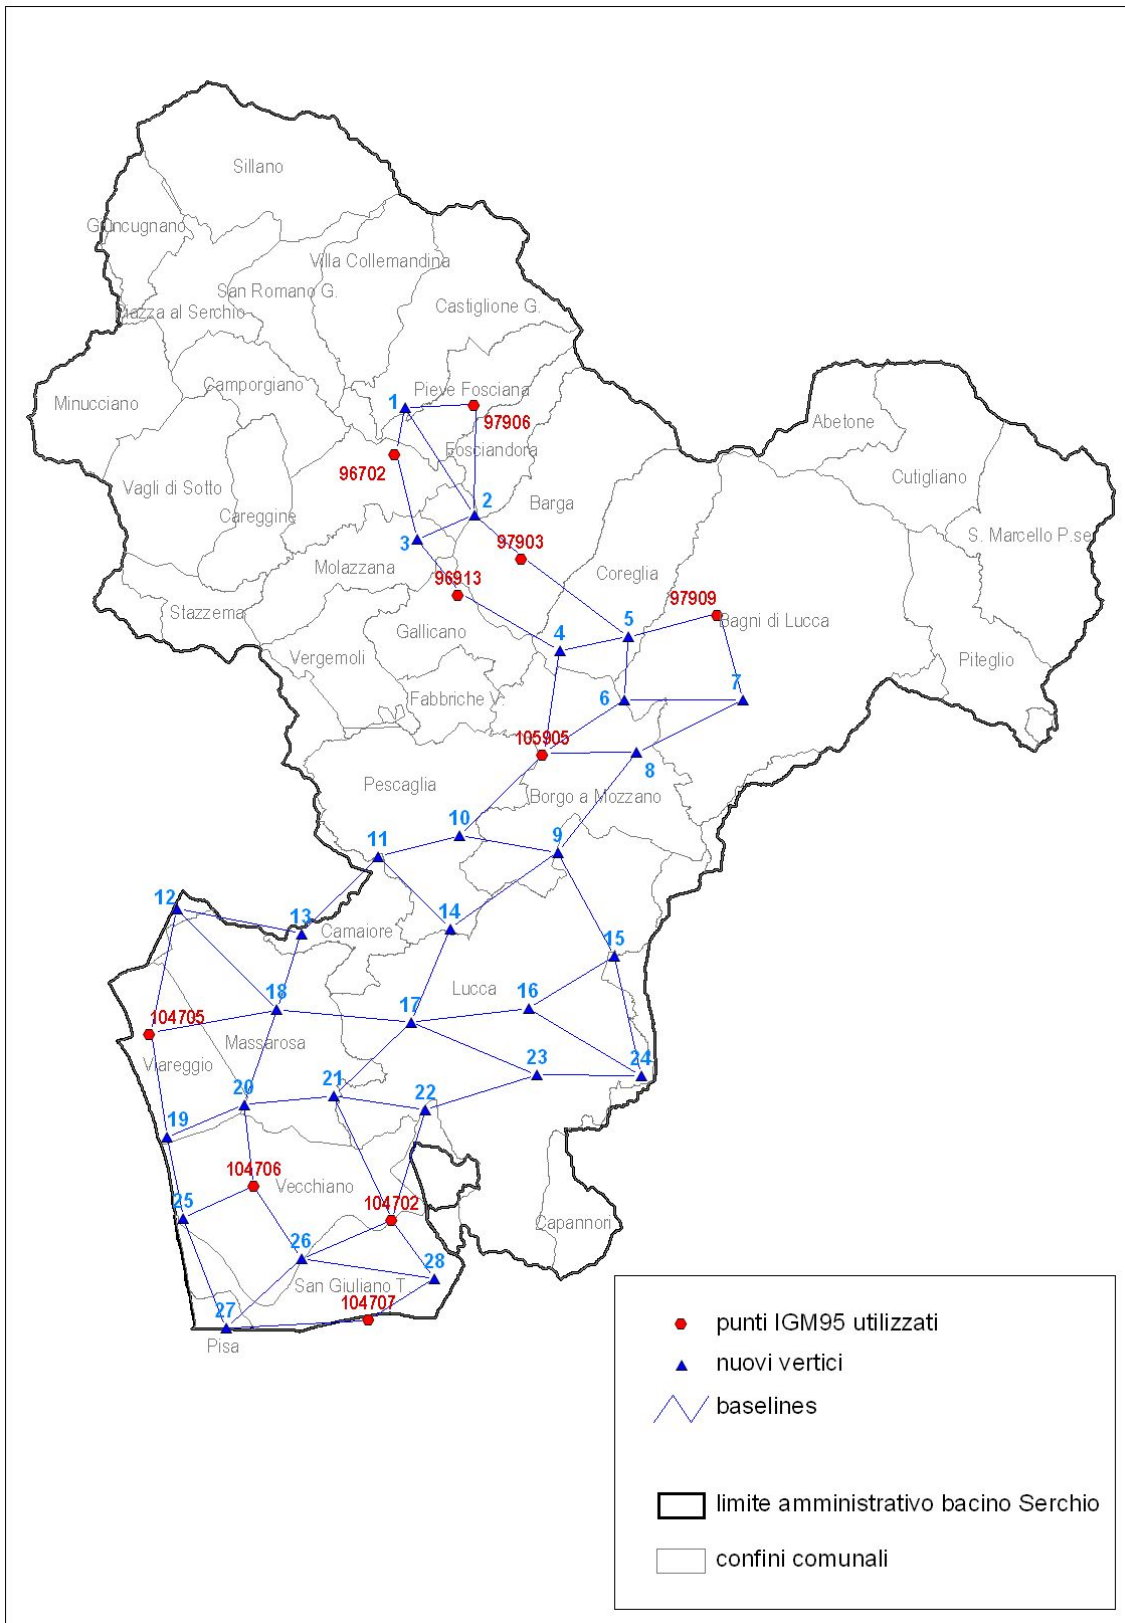 Sillano
Giuncugnano
Villa Collemandina
San Romano G.
Piazza al Serchio
Castiglione G.
Camporgiano
Pieve Fosciana
Minucciano
1
97906
Abetone
Fosciandora
96702
Cutigliano
Vagli di Sotto
2
Barga
Careggine
S. Marcello P.se
3
97903
Molazzana
96913
Coreglia
97909
Stazzema
Gallicano
5
Bagni di Lucca
4
Vergemoli
Piteglio
Fabbriche V.
6
7
105905
8
Pescaglia
Borgo a Mozzano
10
11
9
12
13
14
Camaiore
15
Lucca
16
18
17
104705
Massarosa
Viareggio
23
24
20
21
22
19
104706
Vecchiano
25
104702
Capannori
26
28
San Giuliano T.
27
104707
Pisa
punti IGM95 utilizzati
nuovi vertici
baselines
limite amministrativo bacino Serchio
confini comunali